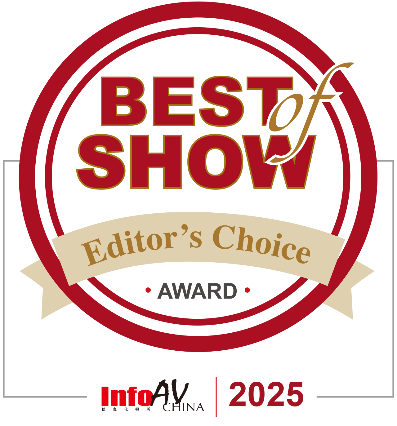 BEST of
SHOW
Editor's Choice
• AWARD •
InfoAV
CHINA
2025